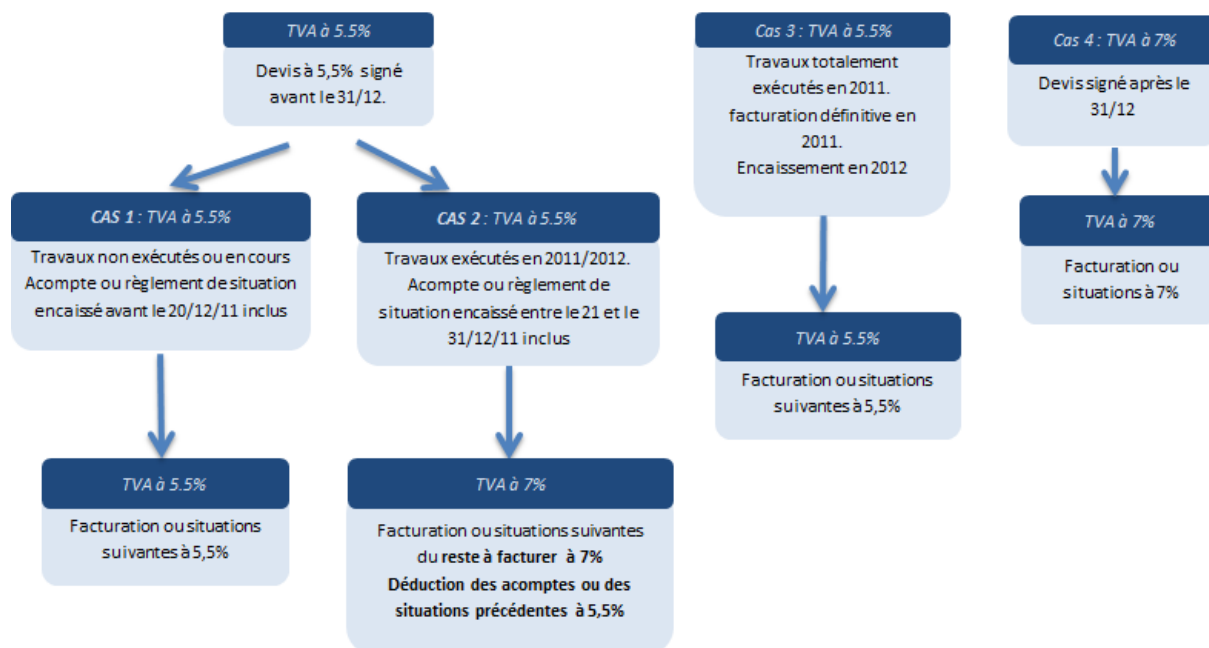 TVA à 5.5%
Devis à 5,5% signé
avant le 31/12.
CAS 1 : TVA à 5.5%
Travaux non exécutés ou en cours
Acompte ou règlement de situation
encaissé avant le 20/12/11 inclus
TVA à 5.5%
Facturation ou situations
suivantes à 5,5%
CAS 2 : TVA à 5.5%
Travaux exécutés en 2011/2012.
Acompte ou règlement de
situation encaissé entre le 21 et le
31/12/11 inclus
TVA à 7%
Facturation ou situations suivantes
du reste à facturer à 7%
Déduction des acomptes ou des
situations précédentes à 5,5%
Cas 3 : TVA à 5.5%
Travaux totalement
exécutés en 2011.
facturation définitive en
2011.
Encaissement en 2012
TVA à 5.5%
Facturation ou situations
suivantes à 5,5%
Cas 4 : TVA à 7%
Devis signé après le
31/12
TVA à 7%
Facturation ou
situations à 7%